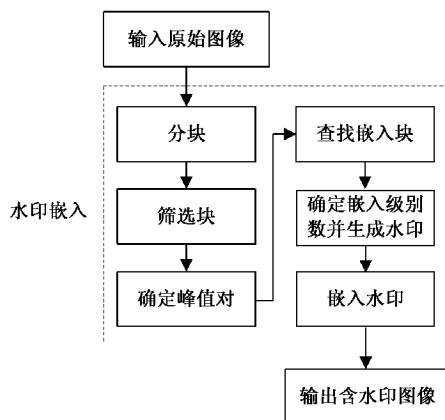 输入原始图像
水印嵌入
分块
筛选块
确定峰值对
查找嵌入块
确定嵌入级别
数并生成水印
嵌入水印
输出含水印图像